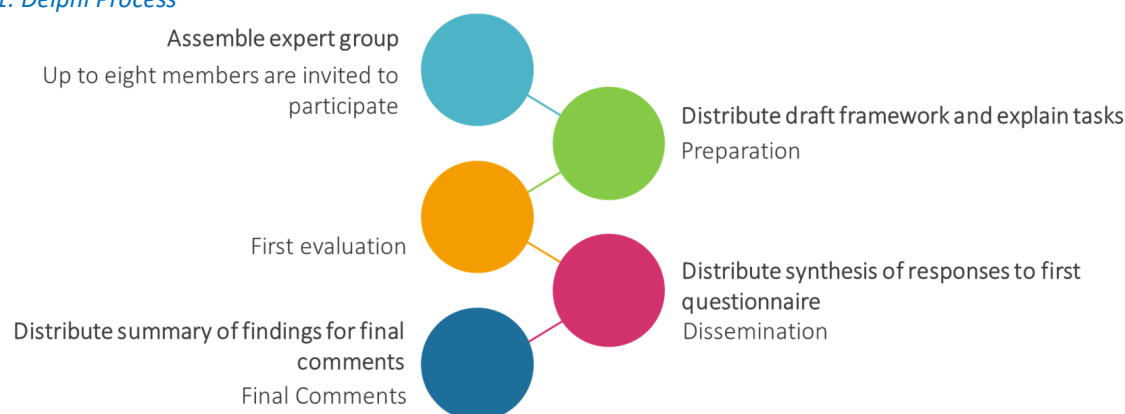 1: Delphi Process
Assemble expert group
Up to eight members are invited to
participate
Distribute draft framework and explain tasks
Preparation
First evaluation
Distribute synthesis of responses to first
questionnaire
Dissemination
Distribute summary of findings for final
comments
Final Comments